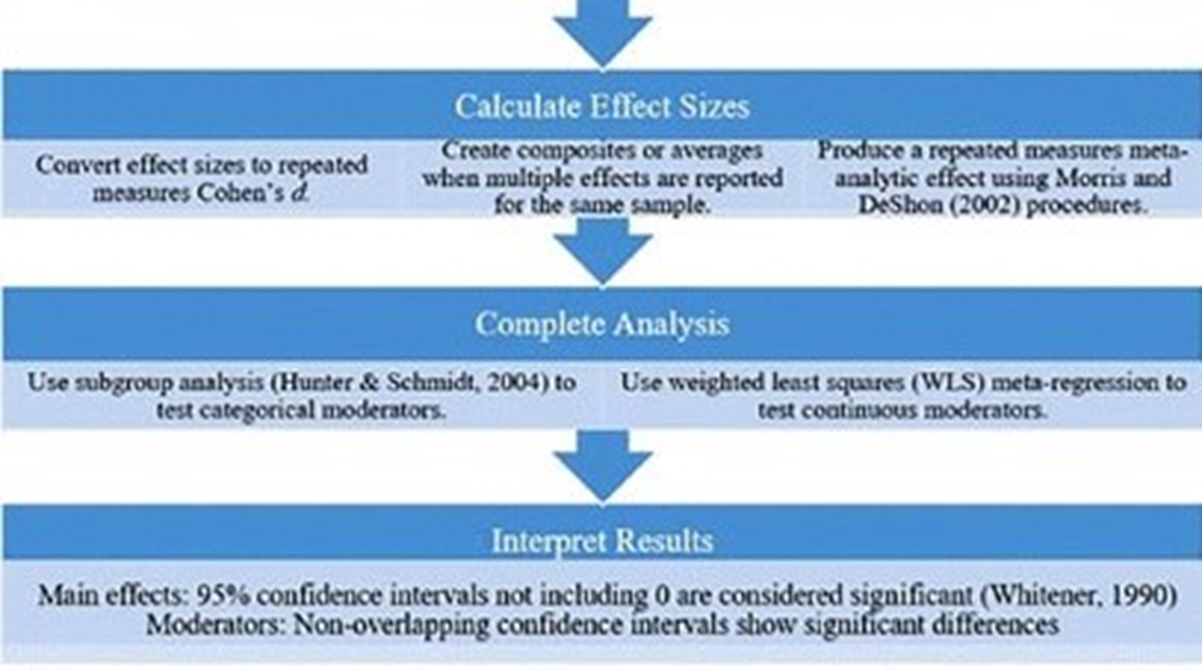 Calculate Effect Sizes
Convert effect sizes to repeated
measures Cohen's d.
Create composites or averages
when multiple effects are reported
for the same sample.
Produce a repeated measures meta-
analytic effect using Morris and
DeShon (2002) procedures.
Complete Analysis
Use subgroup analysis (Hunter & Schmidt, 2004) to
test categorical moderators.
Use weighted least squares (WLS) meta-regression to
test continuous moderators.
Interpret Results
Main effects: 95% confidence intervals not including 0 are considered significant (Whitener, 1990)
Moderators: Non-overlapping confidence intervals show significant differences